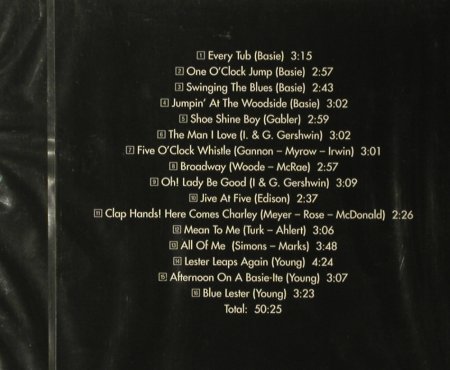 1 Every Tub (Basie) 3:15
2 One O'Clock Jump (Basie) 2:57
3 Swinging The Blues (Basie) 2:43
4 Jumpin' At The Woodside (Basie) 3:02
5 Shoe Shine Boy (Gabler) 2:59
6 The Man I Love (I. & G. Gershwin) 3:02
7 Five O'Clock Whistle (Gannon – Myrow – Irwin) 3:01
8 Broadway (Woode – McRae) 2:57
9 Oh! Lady Be Good (I & G. Gershwin) 3:09
10 Jive At Five (Edison) 2:37
11 Clap Hands! Here Comes Charley (Meyer – Rose – McDonald) 2:26
12 Mean To Me (Turk – Ahlert) 3:06
13 All Of Me (Simons – Marks) 3:48
14 Lester Leaps Again (Young) 4:24
15 Afternoon On A Basie-Ite (Young) 3:07
16 Blue Lester (Young) 3:23
Total: 50:25